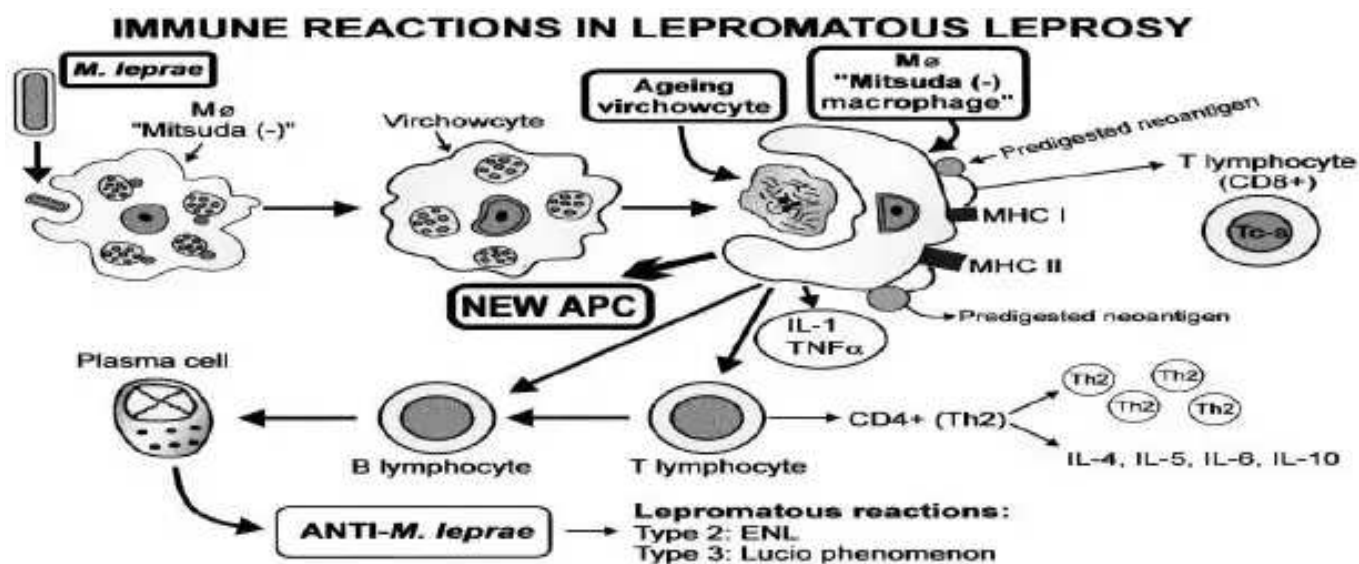 IMMUNE REACTIONS IN LEPROMATOUS LEPROSY
M. leprae
Mø
"Mitsuda (-)"
Virchowcyte
Ageing
virchowcyte
Mø
"Mitsuda (-)
macrophage"
Predigested neoantigen
T lymphocyte
(CD8+)
Tc-s
MHC I
MHC II
Predigested neoantigen
NEW APC
IL-1
TNFα
Plasma cell
B lymphocyte
T lymphocyte
CD4+ (Th2)
Th2
Th2
Th2
Th2
IL-4, IL-5, IL-6, IL-10
ANTI-M. leprae
Lepromatous reactions:
Type 2: ENL
Type 3: Lucio phenomenon